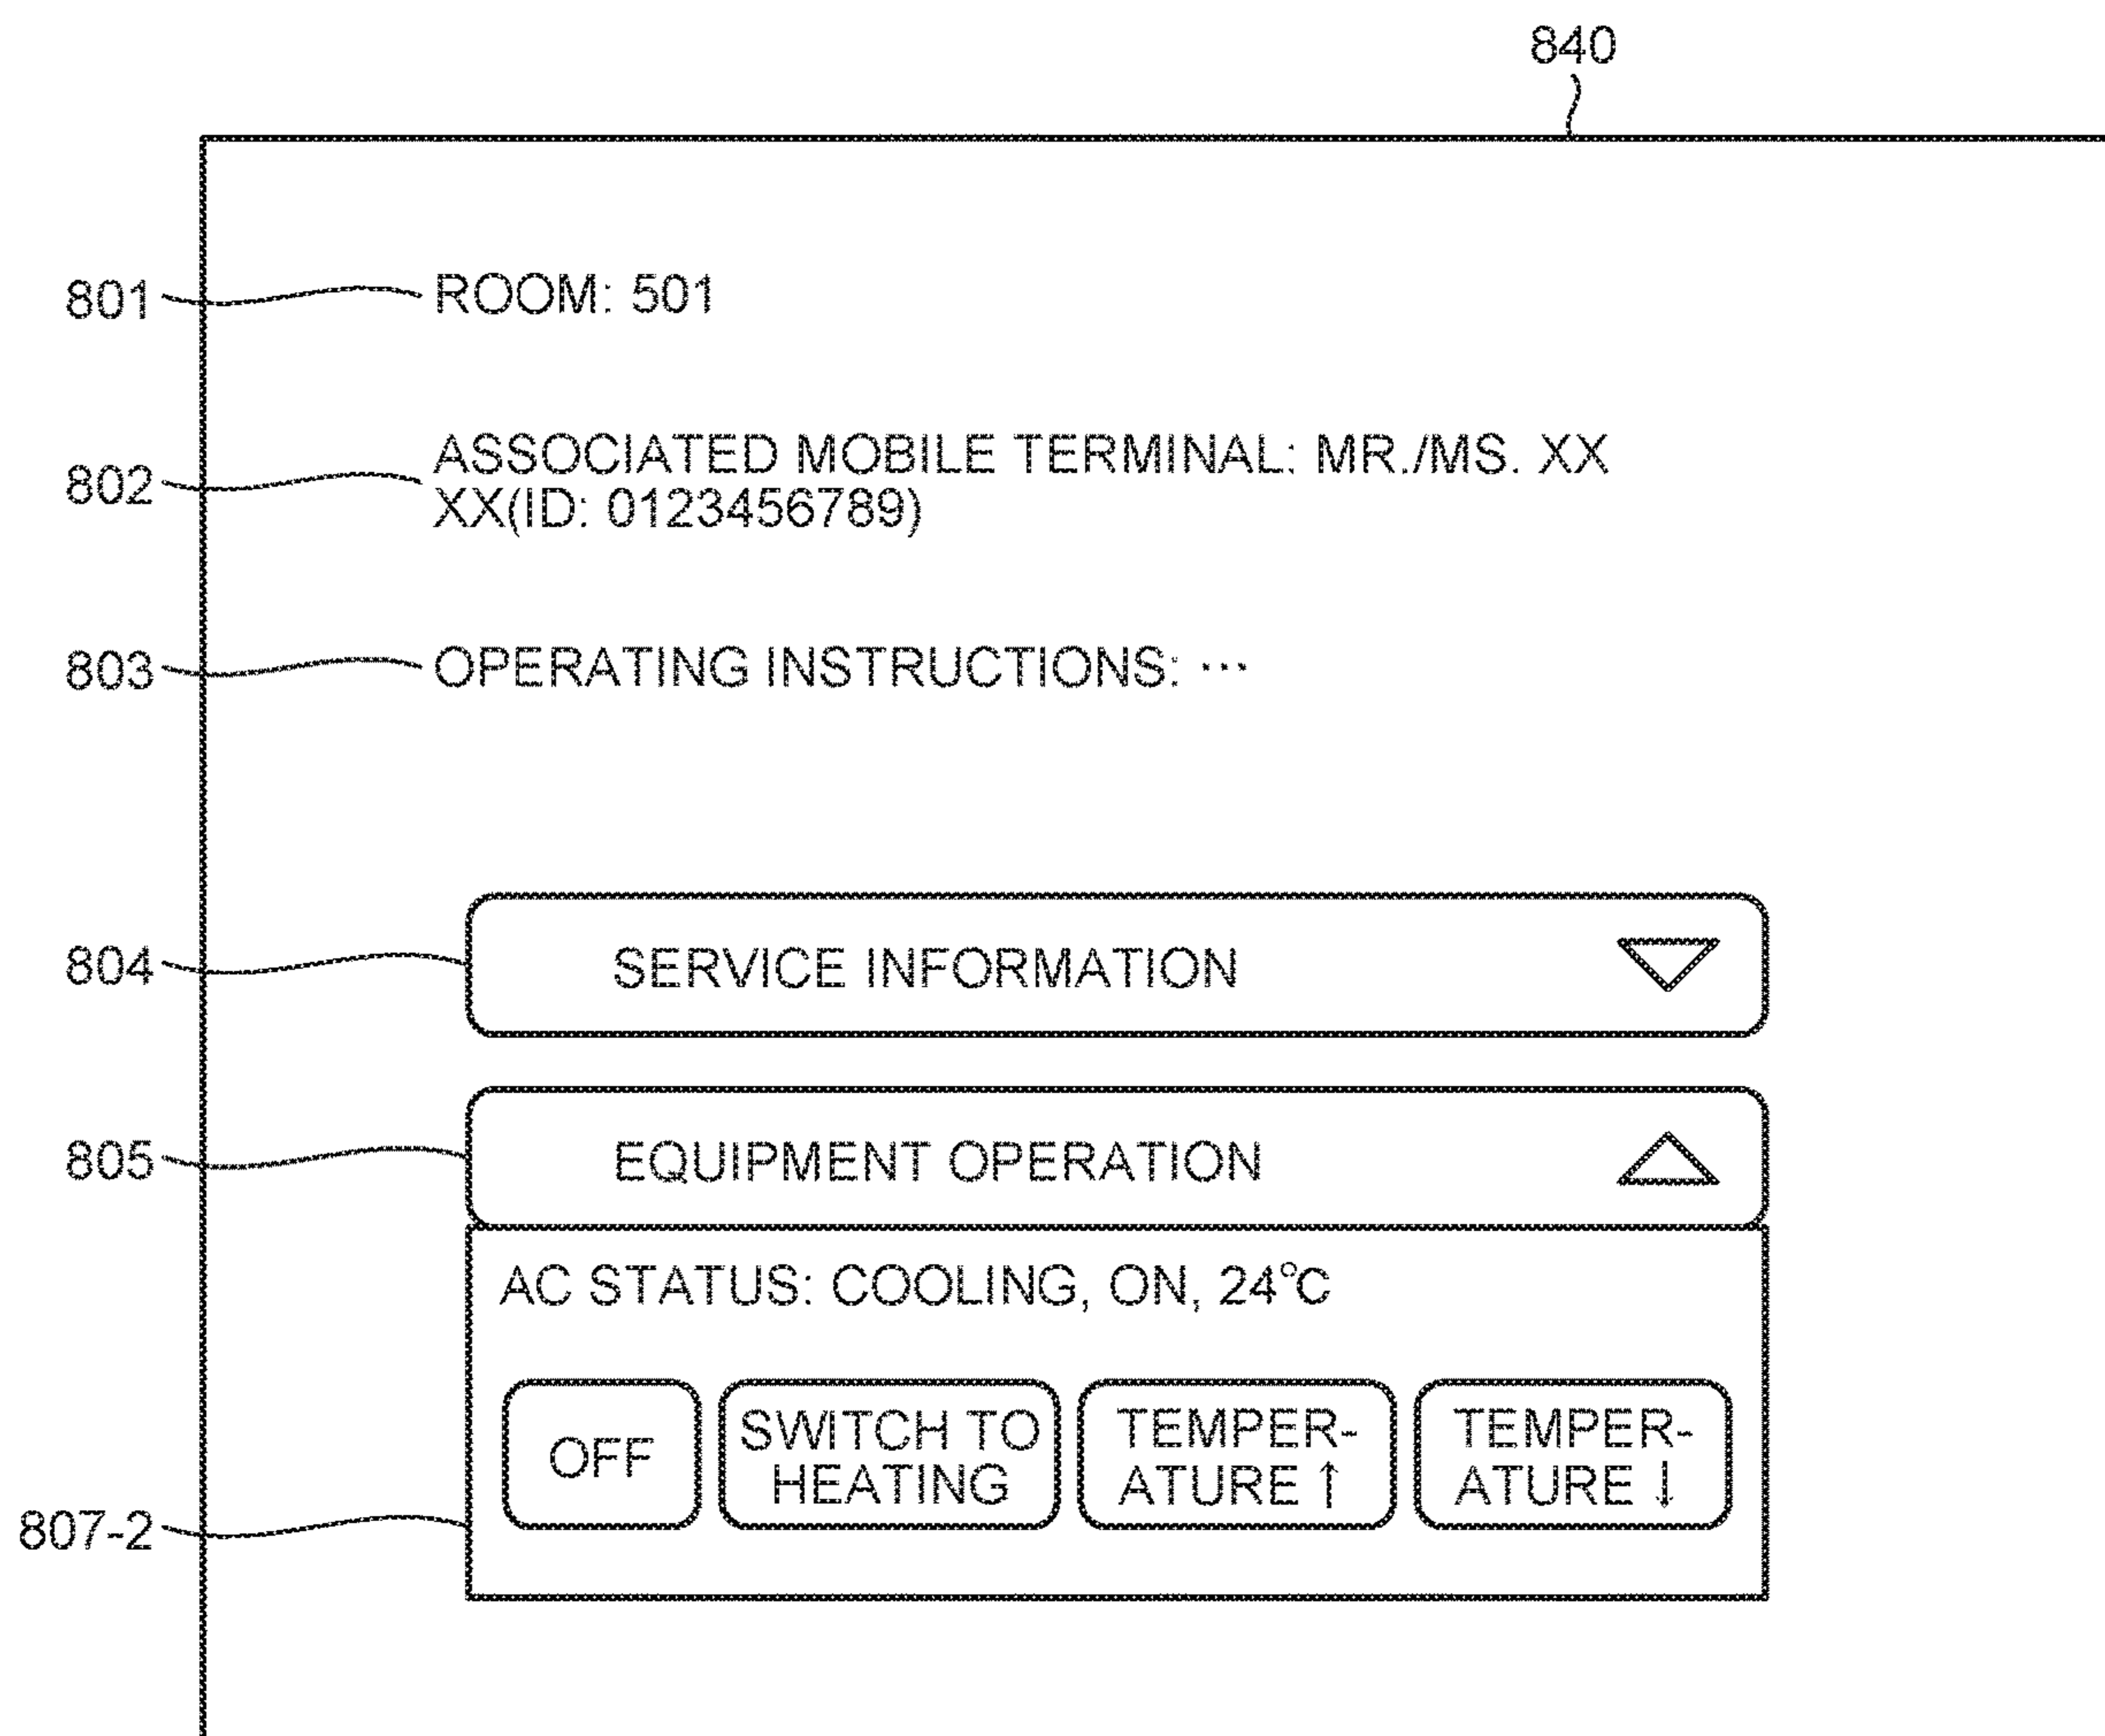 840
801 ROOM: 501
802 ASSOCIATED MOBILE TERMINAL: MR./MS. XX
XX(ID: 0123456789)
803 OPERATING INSTRUCTIONS: ···
804 SERVICE INFORMATION ▽
805 EQUIPMENT OPERATION △
AC STATUS: COOLING, ON, 24℃
OFF
SWITCH TO
HEATING
TEMPER-
ATURE ↑
TEMPER-
ATURE ↓
807-2